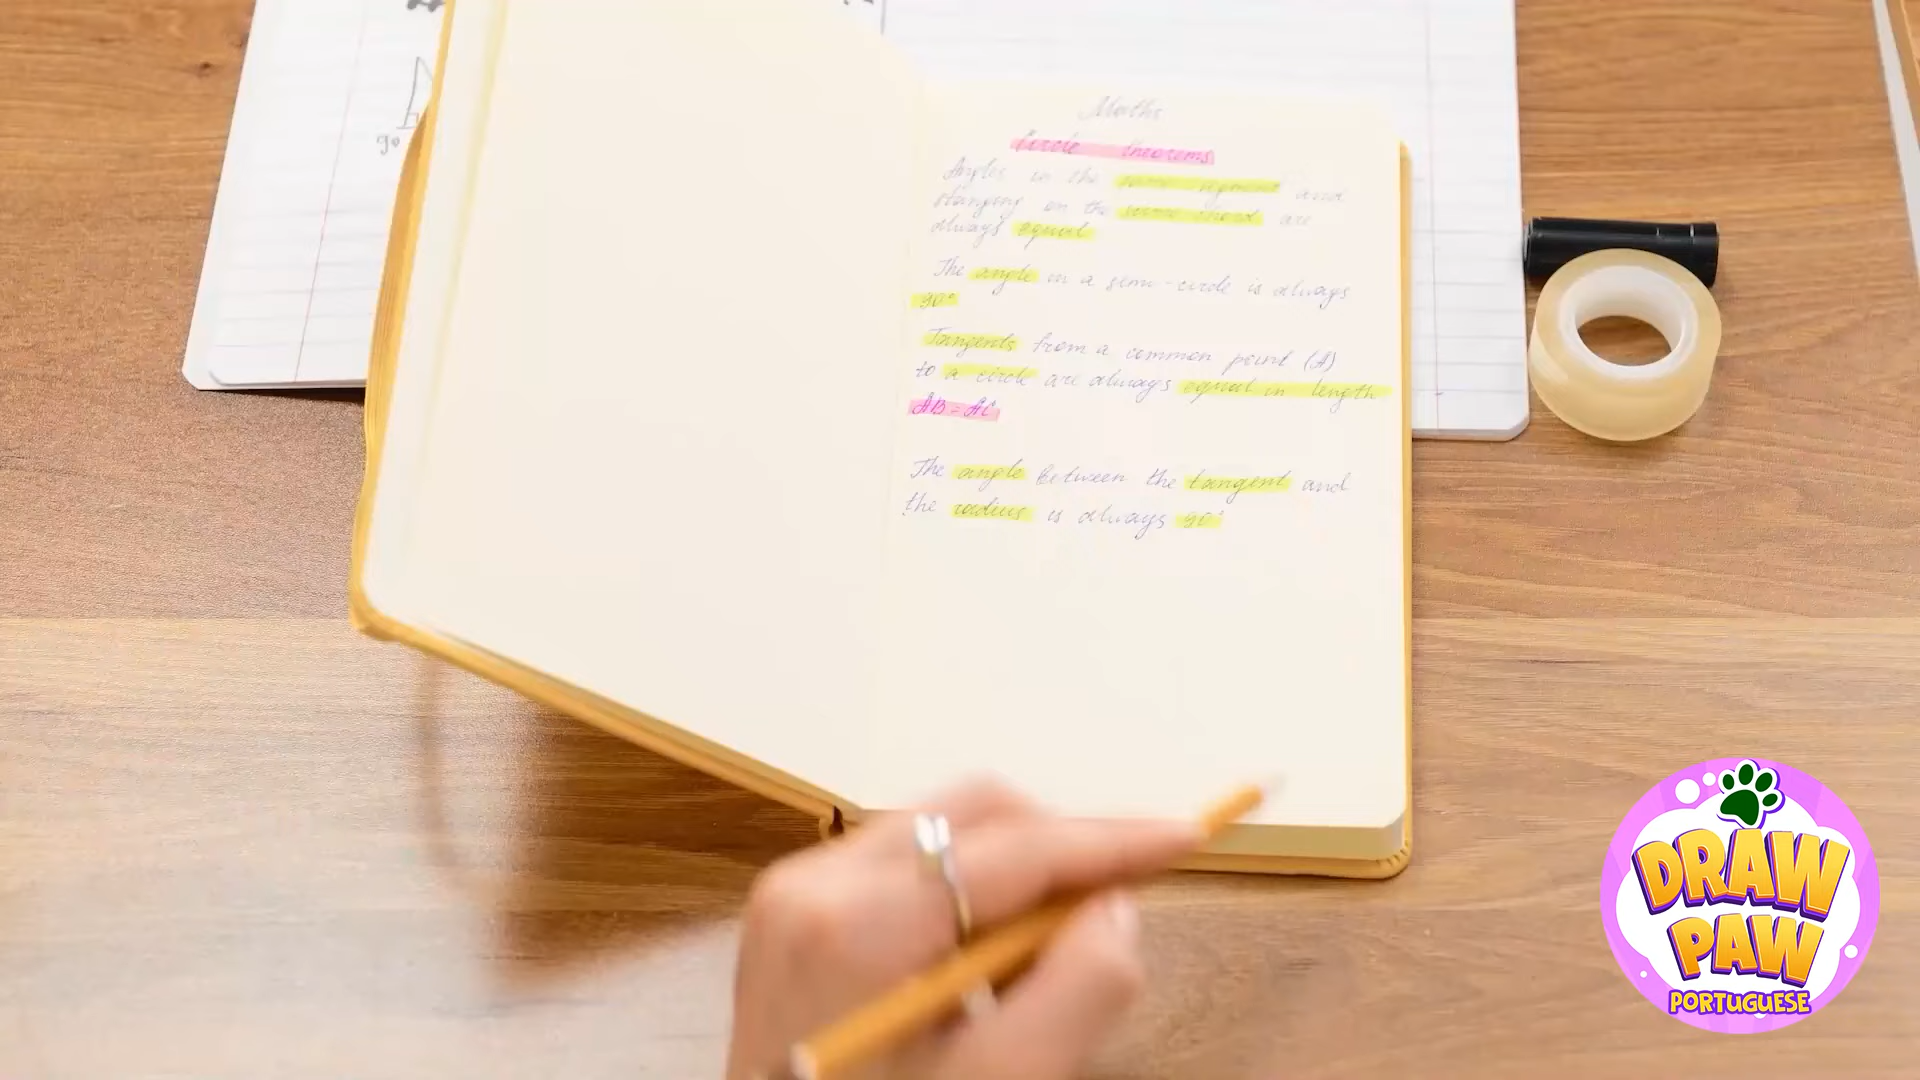 90
Maths
Circle theorems
Angles in the same segment and
stanging on the same chord are
always equal
The angle in a semi-circle is always
90°
Tangents from a common point (A)
to a circle are always equal in length
AB = AC
The angle between the tangent and
the radius is always 90°
DRAW
PAW
PORTUGUESE